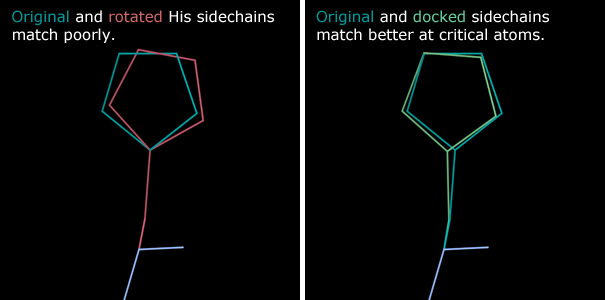 Original and rotated His sidechains
match poorly.
Original and docked sidechains
match better at critical atoms.